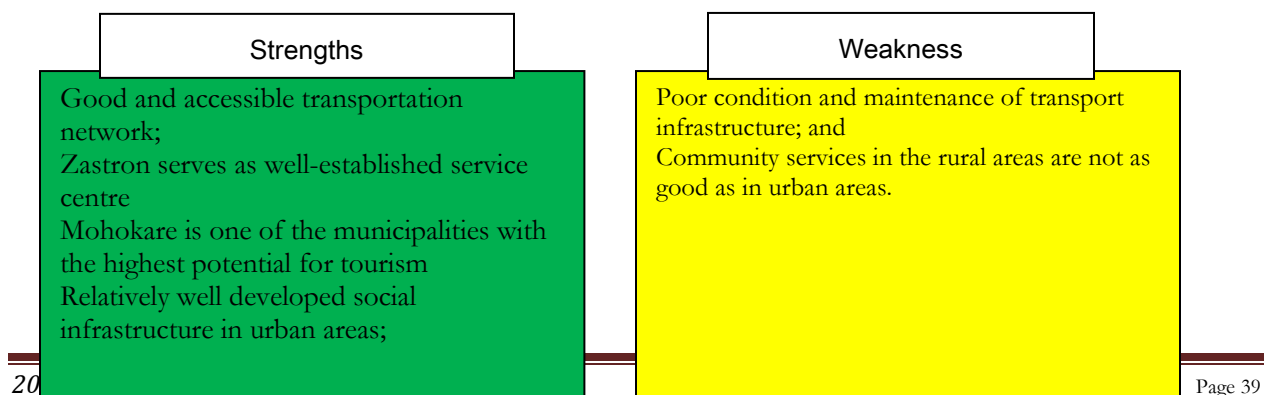 Strengths
Good and accessible transportation
network;
Zastron serves as well-established service
centre
Mohokare is one of the municipalities with
the highest potential for tourism
Relatively well developed social
infrastructure in urban areas;
Weakness
Poor condition and maintenance of transport
infrastructure; and
Community services in the rural areas are not as
good as in urban areas.
20
Page 39